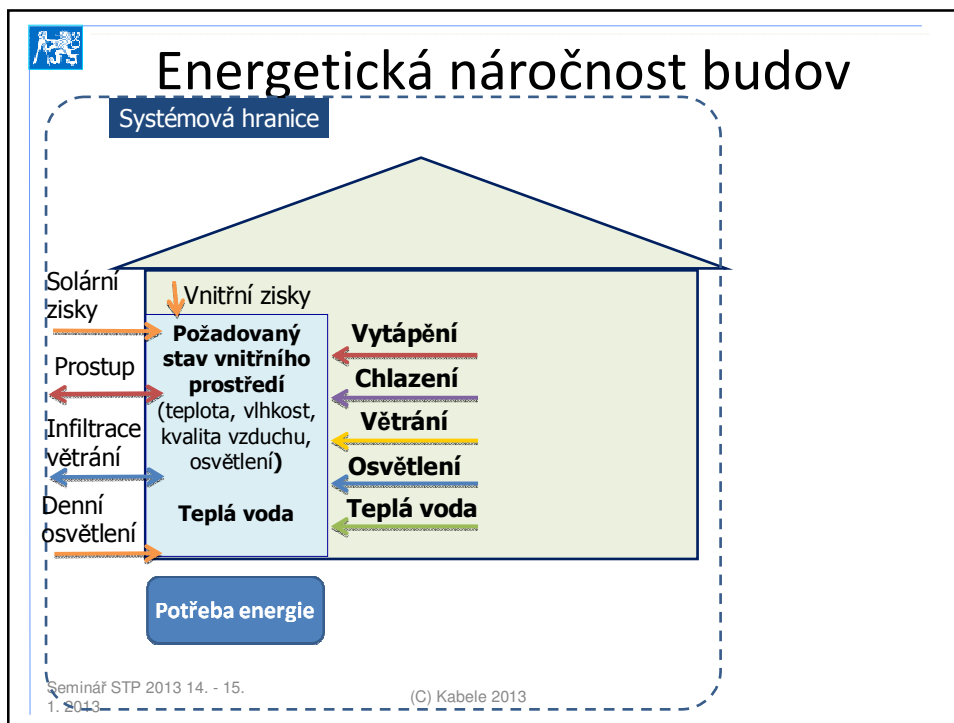 Energetická náročnost budov
Systémová hranice
Solární
zisky
Vnitřní zisky
Prostup
Infiltrace
větrání
Denní
osvětlení
Požadovaný
stav vnitřního
prostředí
(teplota, vlhkost,
kvalita vzduchu,
osvětlení)
Teplá voda
Vytápění
Chlazení
Větrání
Osvětlení
Teplá voda
Potřeba energie
Seminář STP 2013 14. - 15.
1. 2013
(C) Kabele 2013